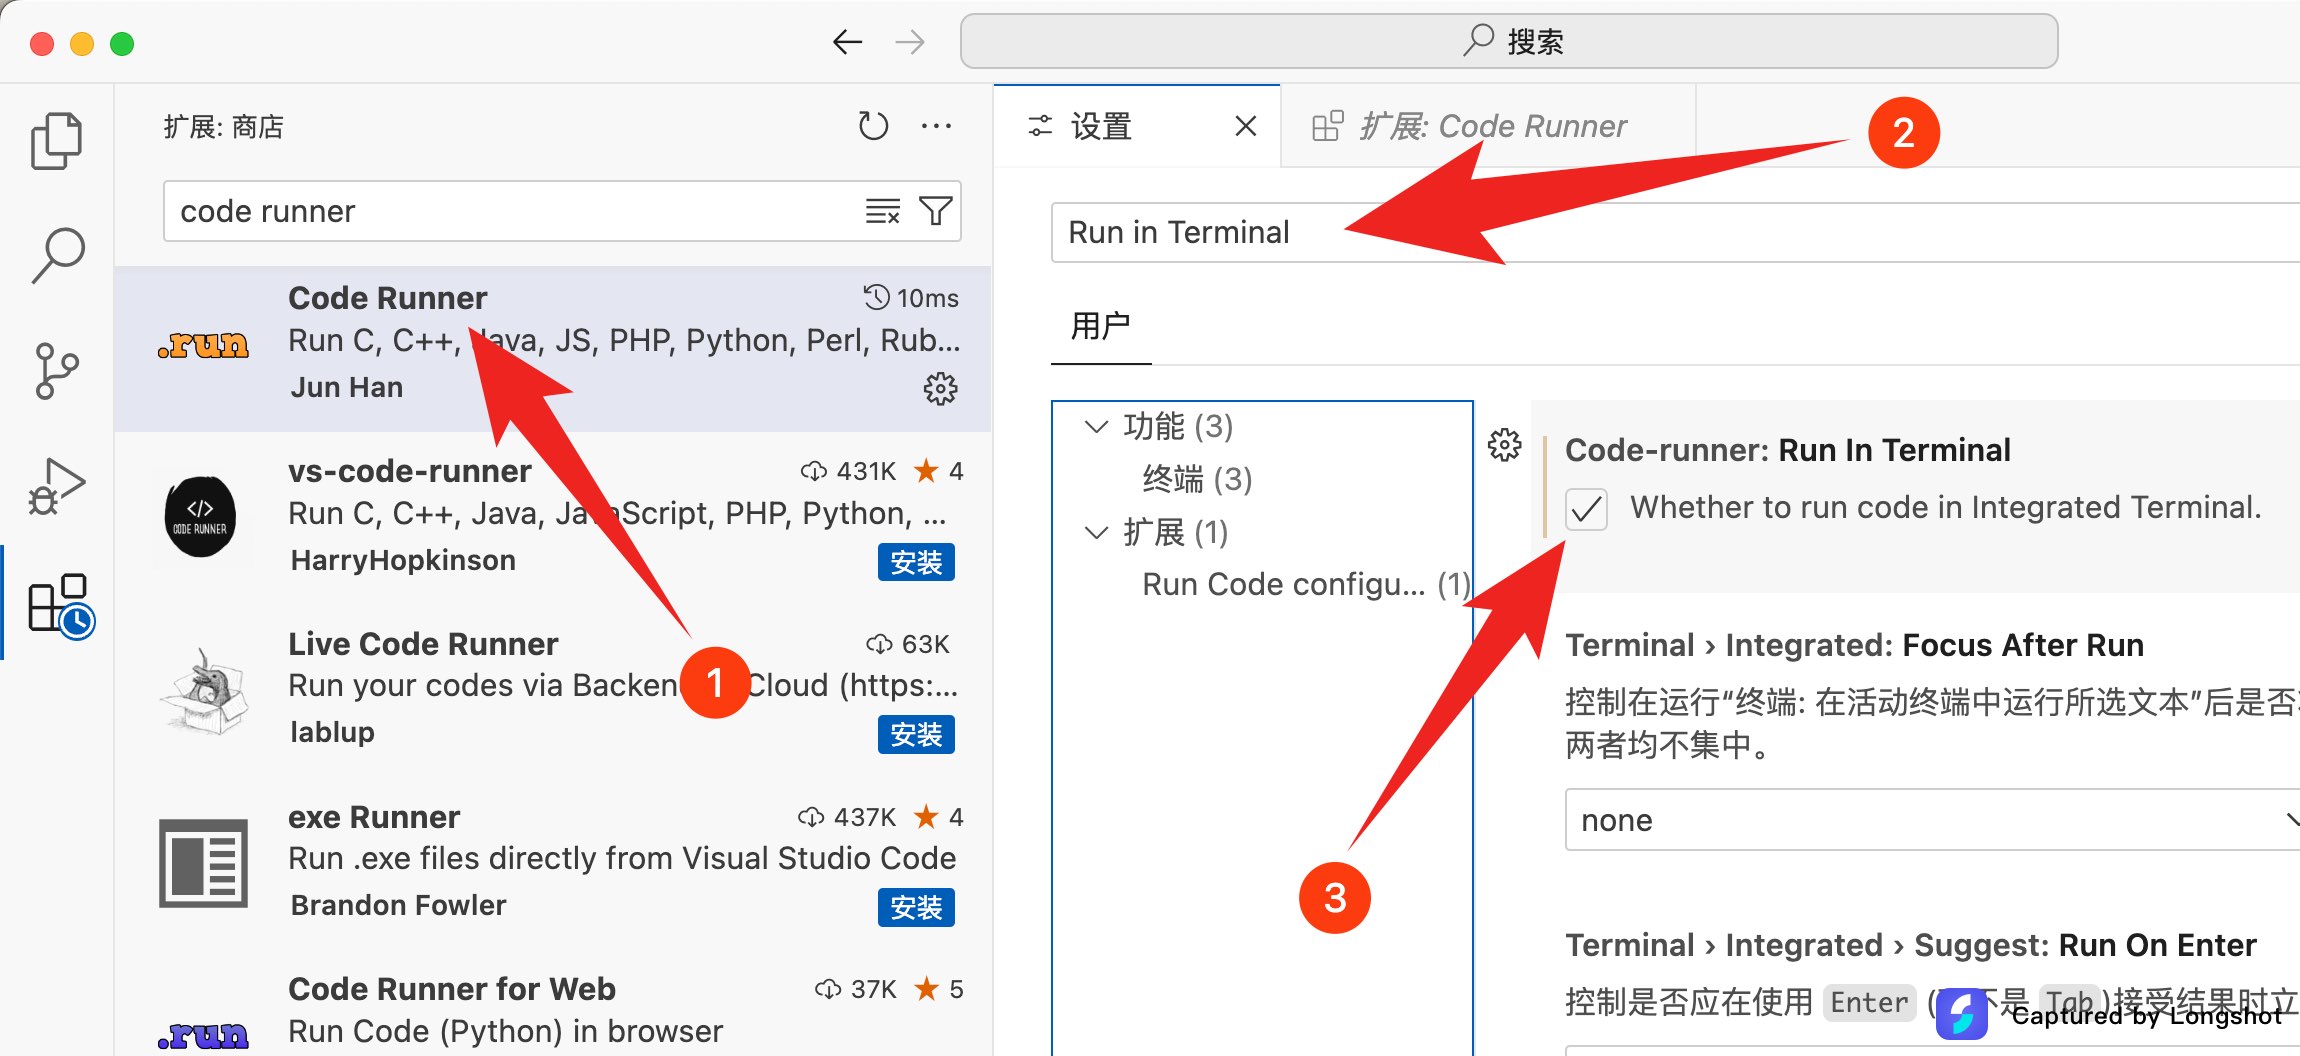 搜索
扩展: 商店
code runner
Code Runner
10ms
Run C, C++, Java, JS, PHP, Python, Perl, Rub...
Jun Han
.run
vs-code-runner
431K
4
Run C, C++, Java, JavaScript, PHP, Python, ...
HarryHopkinson
安装
</>
CODE RUNNER
Live Code Runner
63K
Run your codes via Backen Cloud (https:...
lablup
安装
exe Runner
437K
4
Run .exe files directly from Visual Studio Code
Brandon Fowler
安装
Code Runner for Web
37K
5
Run Code (Python) in browser
.run
1
设置
扩展: Code Runner
2
Run in Terminal
用户
功能 (3)
终端 (3)
扩展 (1)
Run Code configu... (1)
3
Code-runner: Run In Terminal
Whether to run code in Integrated Terminal.
Terminal › Integrated: Focus After Run
控制在运行“终端: 在活动终端中运行所选文本”后是否
两者均不集中。
none
Terminal › Integrated › Suggest: Run On Enter
控制是否应在使用 Enter (不是 Tab)接受结果时立
Captured by Longshot